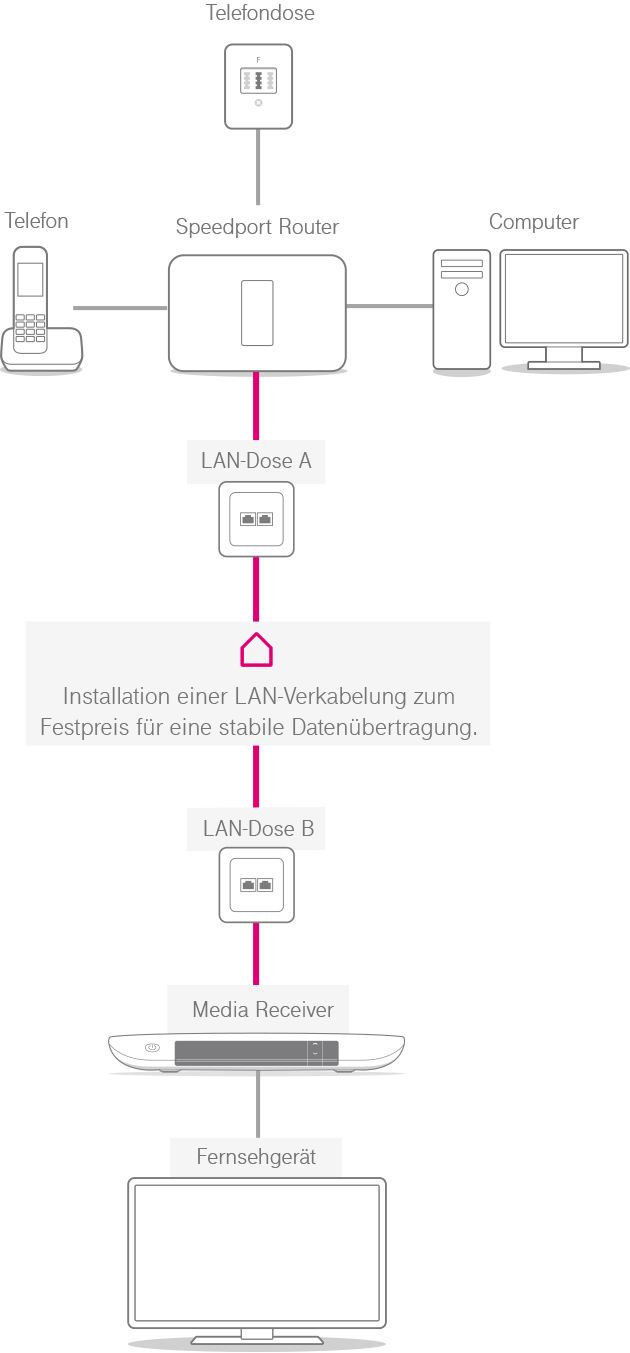 Telefondose
F
Telefon
Speedport Router
Computer
LAN-Dose A
Installation einer LAN-Verkabelung zum
Festpreis für eine stabile Datenübertragung.
LAN-Dose B
Media Receiver
Fernsehgerät